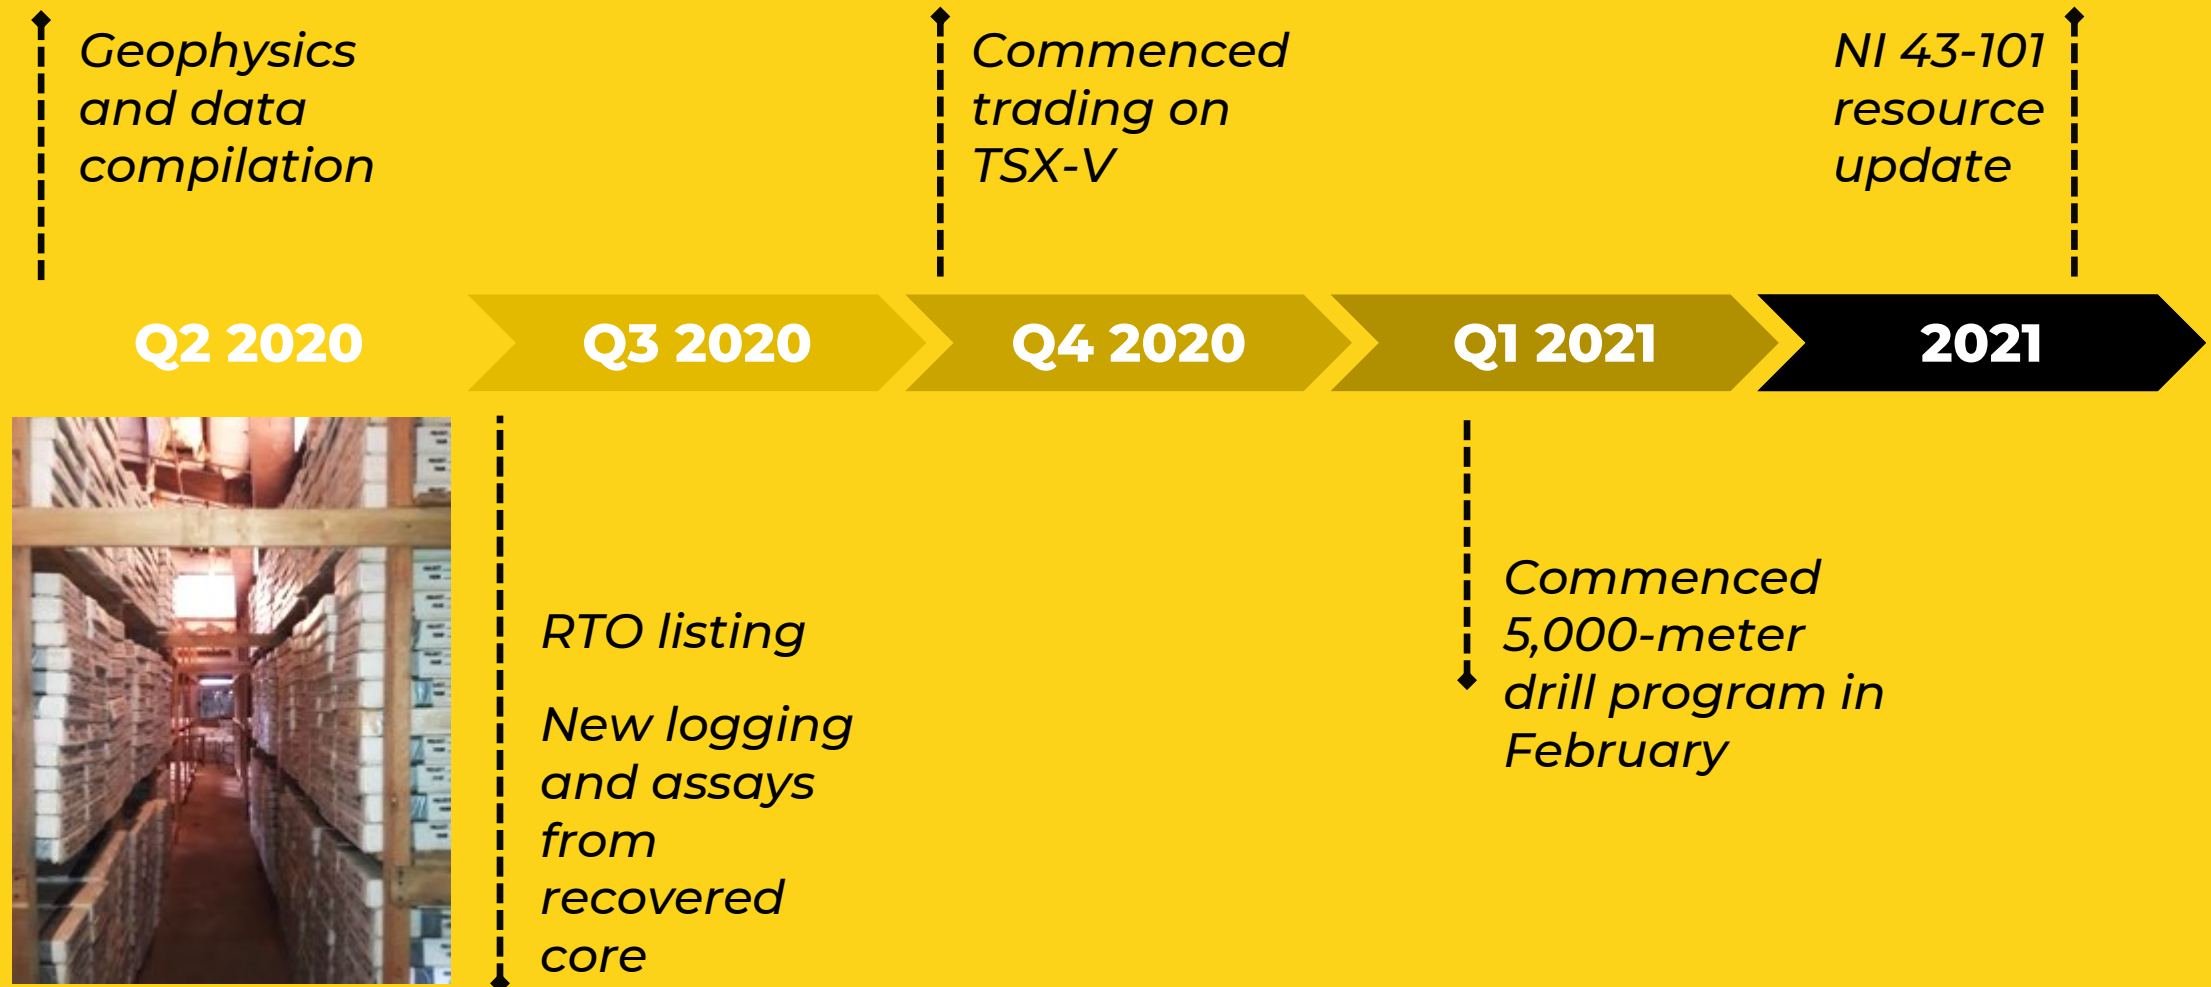 Geophysics
and data
compilation
Commenced
trading on
TSX-V
NI 43-101
resource
update
Q2 2020
Q3 2020
Q4 2020
Q1 2021
2021
RTO listing
New logging
and assays
from
recovered
core
Commenced
5,000-meter
drill program in
February